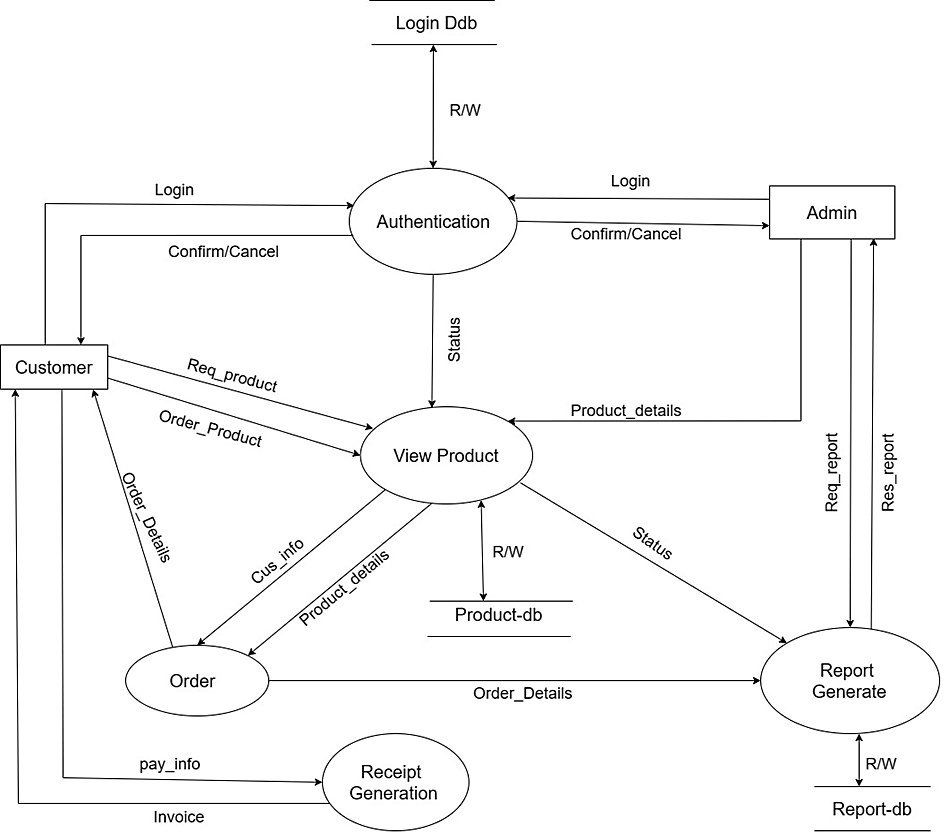 Login Ddb
R/W
Login
Login
Authentication
Admin
Confirm/Cancel
Confirm/Cancel
Status
Customer
Req_product
Order_Product
Product_details
View Product
Req_report
Res_report
Order_Details
Cus_info
Product_details
R/W
Status
Product-db
Order
Order_Details
Report
Generate
pay_info
Receipt
Generation
R/W
Invoice
Report-db